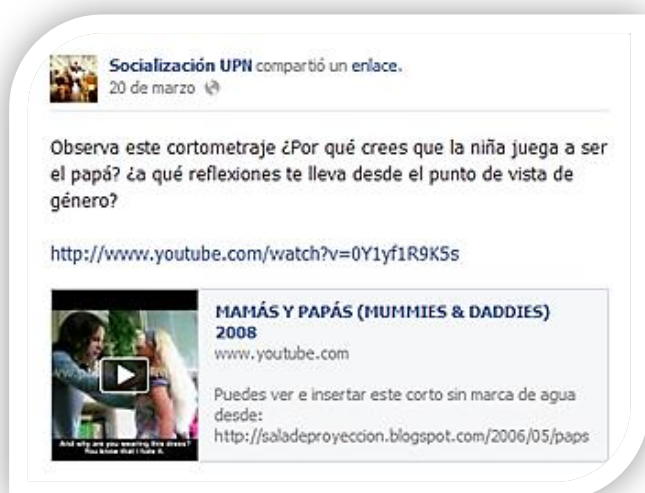 Socialización UPN compartió un enlace.
20 de marzo
Observa este cortometraje ¿Por qué crees que la niña juega a ser
el papá? ¿a qué reflexiones te lleva desde el punto de vista de
género?
http://www.youtube.com/watch?v=0Y1yf1R9K5s
MAMÁS Y PAPÁS (MUMMIES & DADDIES)
2008
www.youtube.com
Puedes ver e insertar este corto sin marca de agua
desde:
http://saladeproyeccion.blogspot.com/2006/05/paps
And why are you wearing this dress?
You know that I hate it.